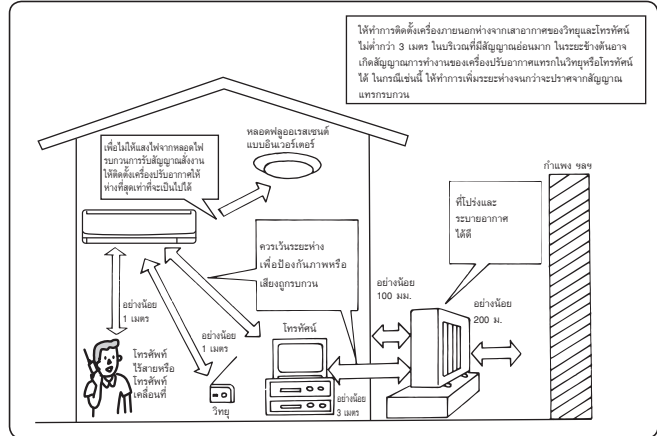 ให้ทำการติดตั้งเครื่องภายนอกห่างจากเสาอากาศของวิทยุและโทรทัศน์
ไม่ต่ำกว่า 3 เมตร ในบริเวณที่มีสัญญาณอ่อนมาก ในระยะข้างต้นอาจ
เกิดสัญญาณการทำงานของเครื่องปรับอากาศแทรกในวิทยุหรือโทรทัศน์
ได้ ในกรณีเช่นนี้ ให้ทำการเพิ่มระยะห่างจนกว่าจะปราศจากสัญญาณ
แทรกรบกวน
หลอดฟลูออเรสเซนต์
แบบอินเวอร์เตอร์
เพื่อไม่ให้แสงไฟจากหลอดไฟ
รบกวนการรับสัญญาณสั่งงาน
ให้ติดตั้งเครื่องปรับอากาศให้
ห่างที่สุดเท่าที่จะเป็นไปได้
กำแพง ฯลฯ
ที่โปร่งและ
ระบายอากาศ
ได้ดี
ควรเว้นระยะห่าง
เพื่อป้องกันภาพหรือ
เสียงถูกรบกวน
อย่างน้อย
100 มม.
อย่างน้อย
200 ม.
อย่างน้อย
1 เมตร
อย่างน้อย
1 เมตร
โทรทัศน์
โทรศัพท์
ไร้สายหรือ
โทรศัพท์
เคลื่อนที่
วิทยุ
อย่างน้อย
3 เมตร